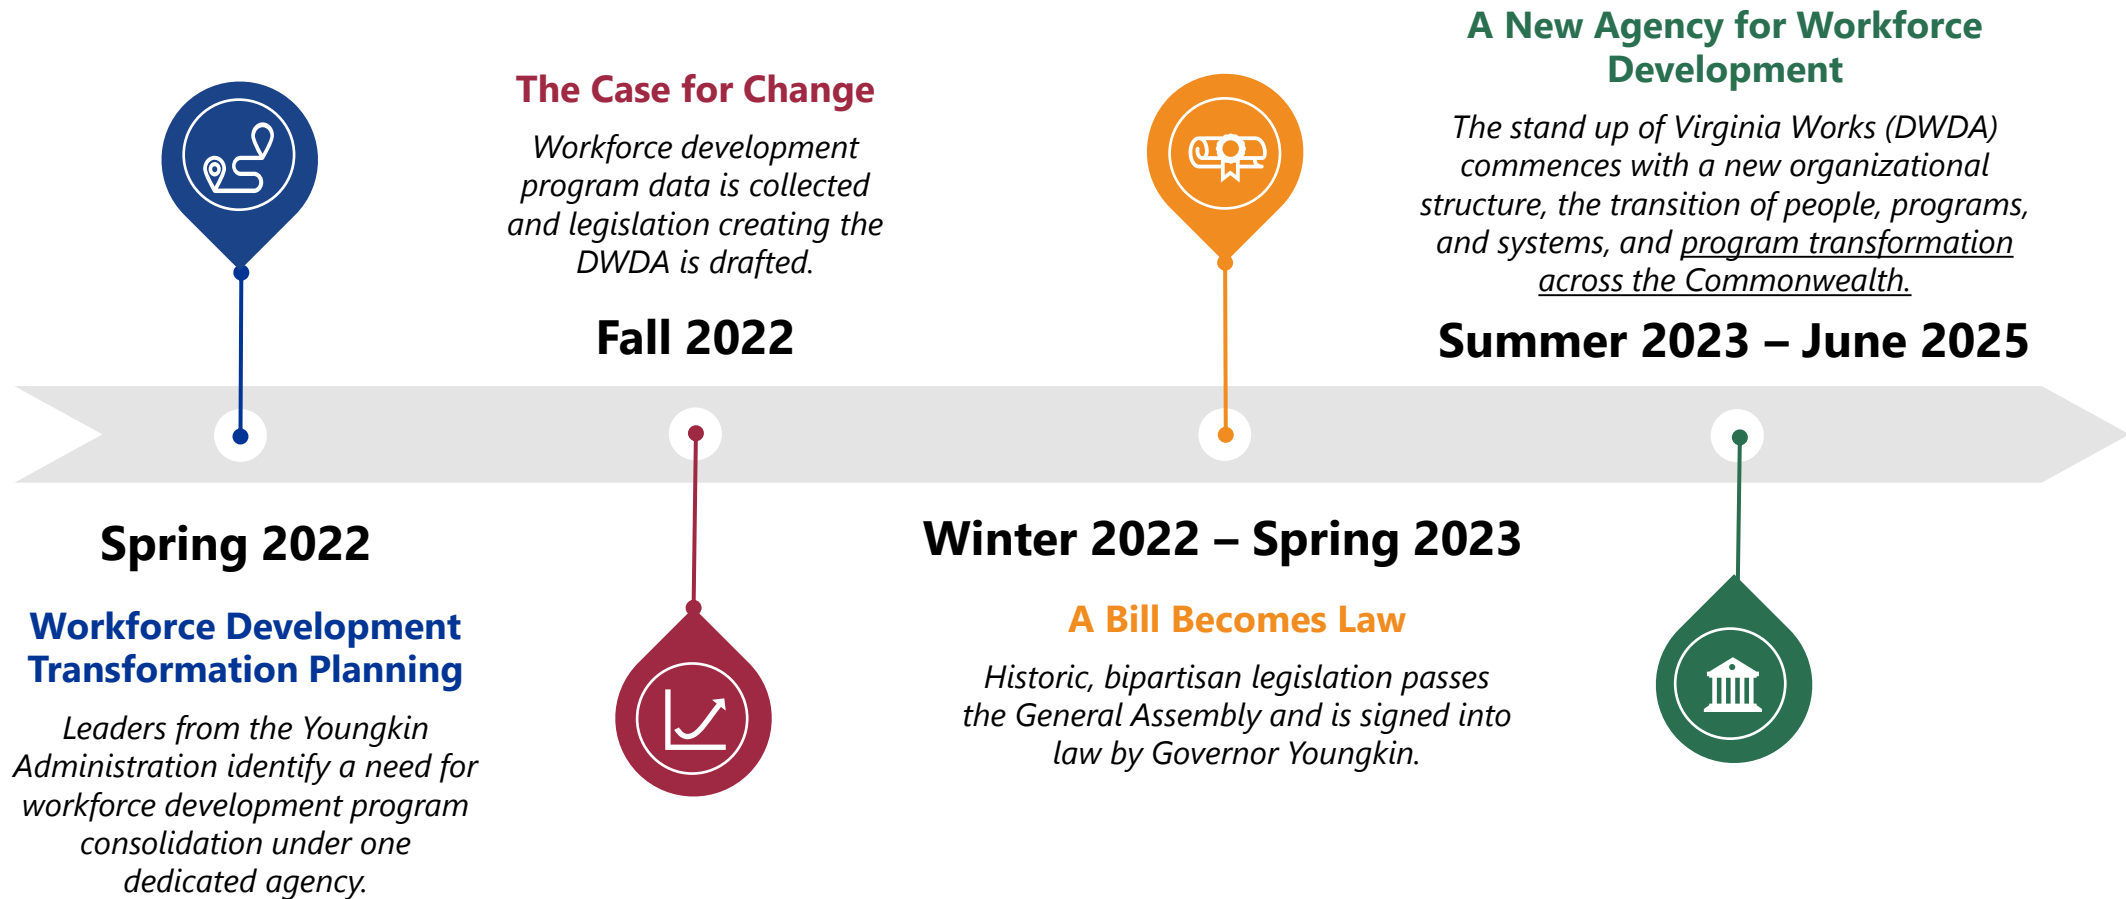 Spring 2022
Workforce Development
Transformation Planning
Leaders from the Youngkin
Administration identify a need for
workforce development program
consolidation under one
dedicated agency.
The Case for Change
Workforce development
program data is collected
and legislation creating the
DWDA is drafted.
Fall 2022
Winter 2022 – Spring 2023
A Bill Becomes Law
Historic, bipartisan legislation passes
the General Assembly and is signed into
law by Governor Youngkin.
A New Agency for Workforce
Development
The stand up of Virginia Works (DWDA)
commences with a new organizational
structure, the transition of people, programs,
and systems, and program transformation
across the Commonwealth.
Summer 2023 – June 2025